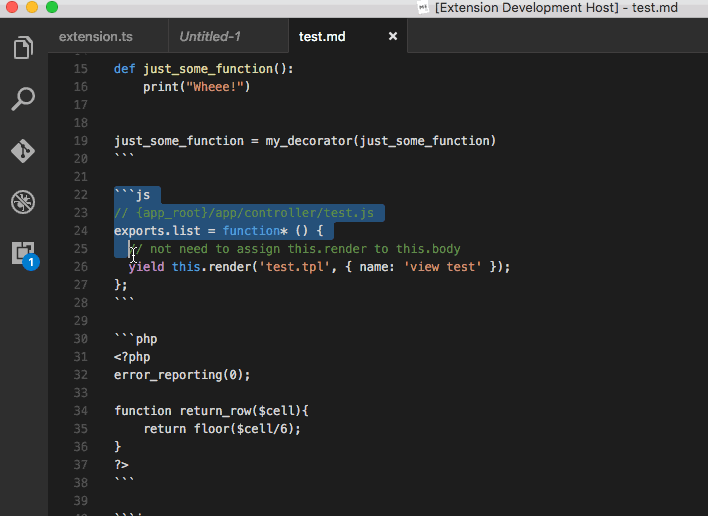 [Extension Development Host] - test.md
extension.ts Untitled-1 test.md ×
15 def just_some_function():
16 print("Wheee!")
17
18
19 just_some_function = my_decorator(just_some_function)
20 ```
21
22 ```js
23 // {app_root}/app/controller/test.js
24 exports.list = function* () {
25 // not need to assign this.render to this.body
26 yield this.render('test.tpl', { name: 'view test' });
27 };
28 ```
29
30 ```php
31 <?php
32 error_reporting(0);
33
34 function return_row($cell){
35 return floor($cell/6);
36 }
37 ?>
38 ```
39
1